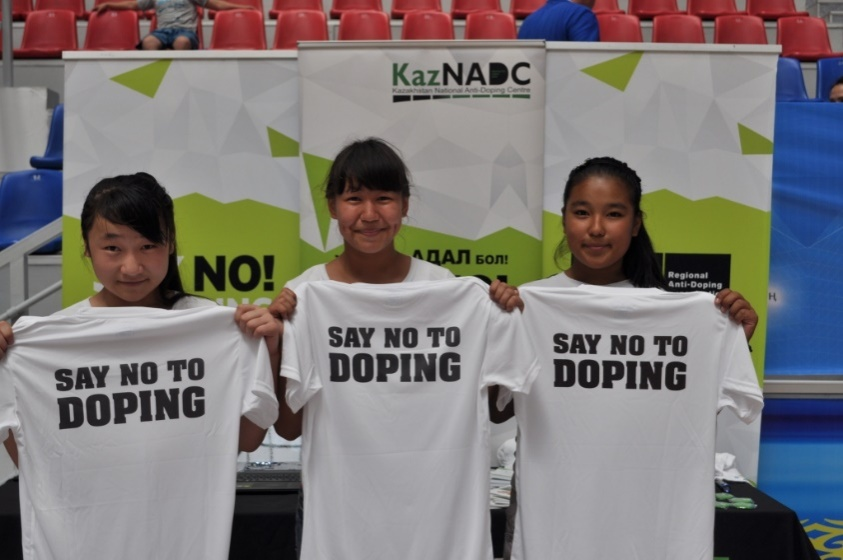 KazNADC
Kazakhstan National Anti-Doping Centre
NO!
АДАЛ БОЛ!
Regional
Anti-Doping
SAY NO TO
DOPING
SAY NO TO
DOPING
SAY NO TO
DOPING